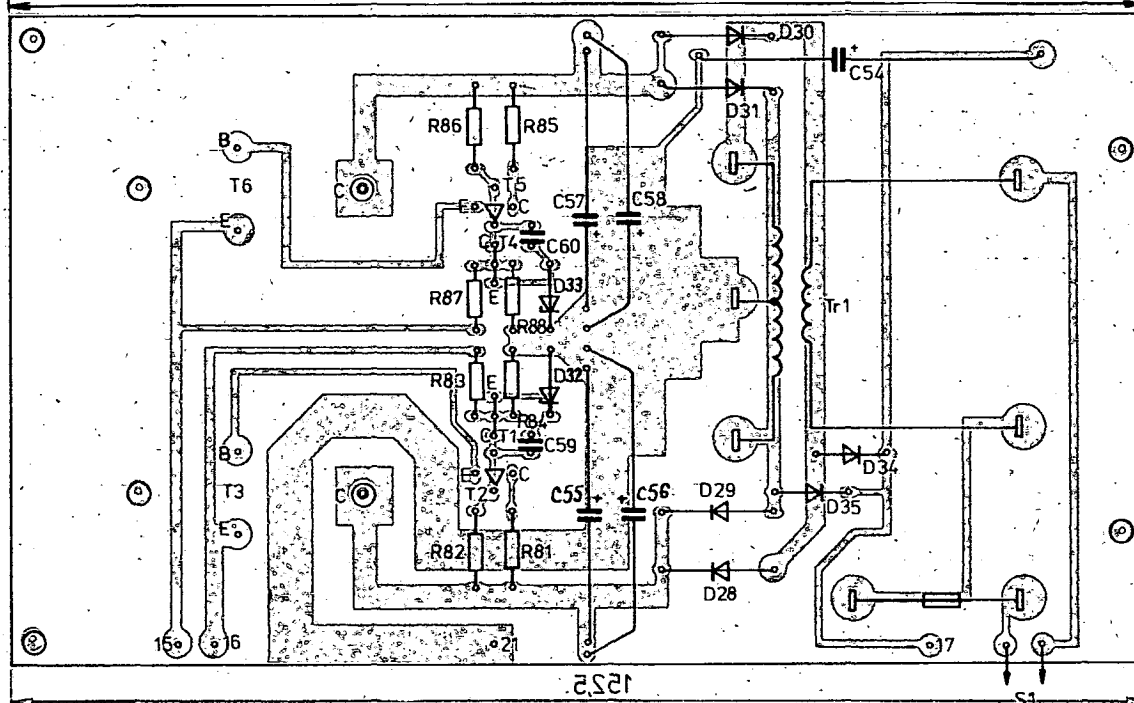 D30
C54
D31
R86
R85
B
T6
C
T5
E
C
C57
C58
E
C
T4
C60
D33
R87
E
R88
Tr1
R83
E
D32
R84
C
T1
C59
B
D34
T3
C
E
T2
C
C55
C56
D29
D35
E
R82
R81
D28
15
16
21
17
152,5
S1